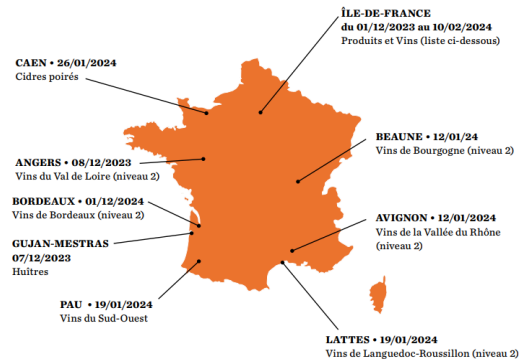 ÎLE-DE-FRANCE
du 01/12/2023 au 10/02/2024
Produits et Vins (liste ci-dessous)
CAEN • 26/01/2024
Cidres poirés
BEAUNE • 12/01/24
Vins de Bourgogne (niveau 2)
ANGERS • 08/12/2023
Vins du Val de Loire (niveau 2)
BORDEAUX • 01/12/2024
Vins de Bordeaux (niveau 2)
AVIGNON • 12/01/2024
Vins de la Vallée du Rhône
(niveau 2)
GUJAN-MESTRAS
07/12/2023
Huîtres
PAU • 19/01/2024
Vins du Sud-Ouest
LATTES • 19/01/2024
Vins de Languedoc-Roussillon (niveau 2)